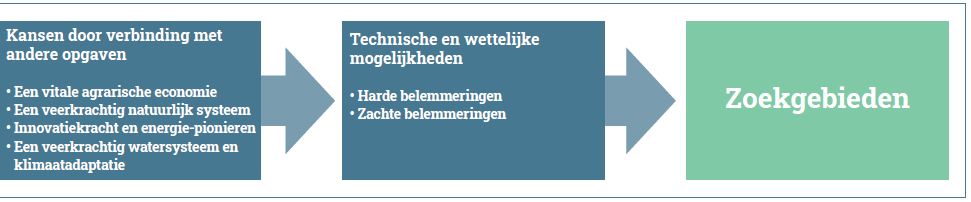 Kansen door verbinding met
andere opgaven
• Een vitale agrarische economie
• Een veerkrachtig natuurlijk systeem
• Innovatiekracht en energie-pionieren
• Een veerkrachtig watersysteem en
klimaatadaptatie
Technische en wettelijke
mogelijkheden
• Harde belemmeringen
• Zachte belemmeringen
Zoekgebieden